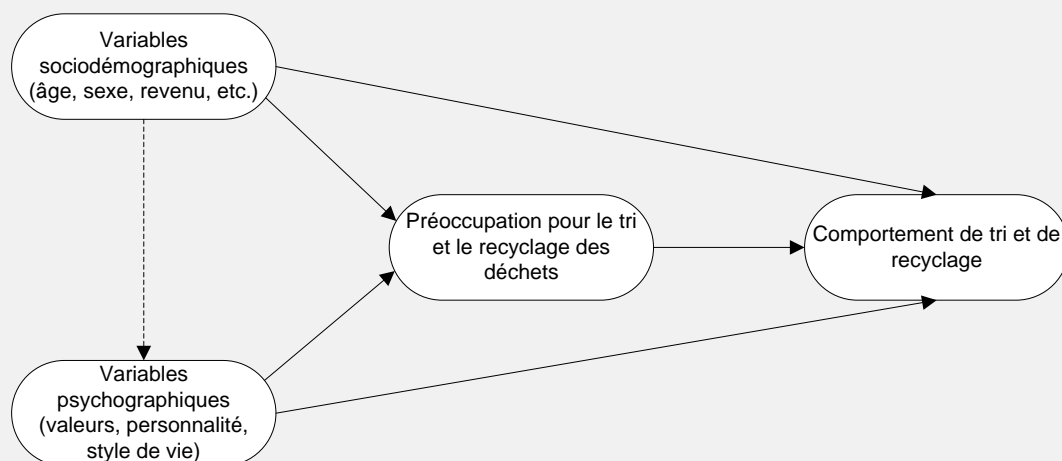 Variables
sociodémographiques
(âge, sexe, revenu, etc.)
Préoccupation pour le tri
et le recyclage des
déchets
Comportement de tri et de
recyclage
Variables
psychographiques
(valeurs, personnalité,
style de vie)